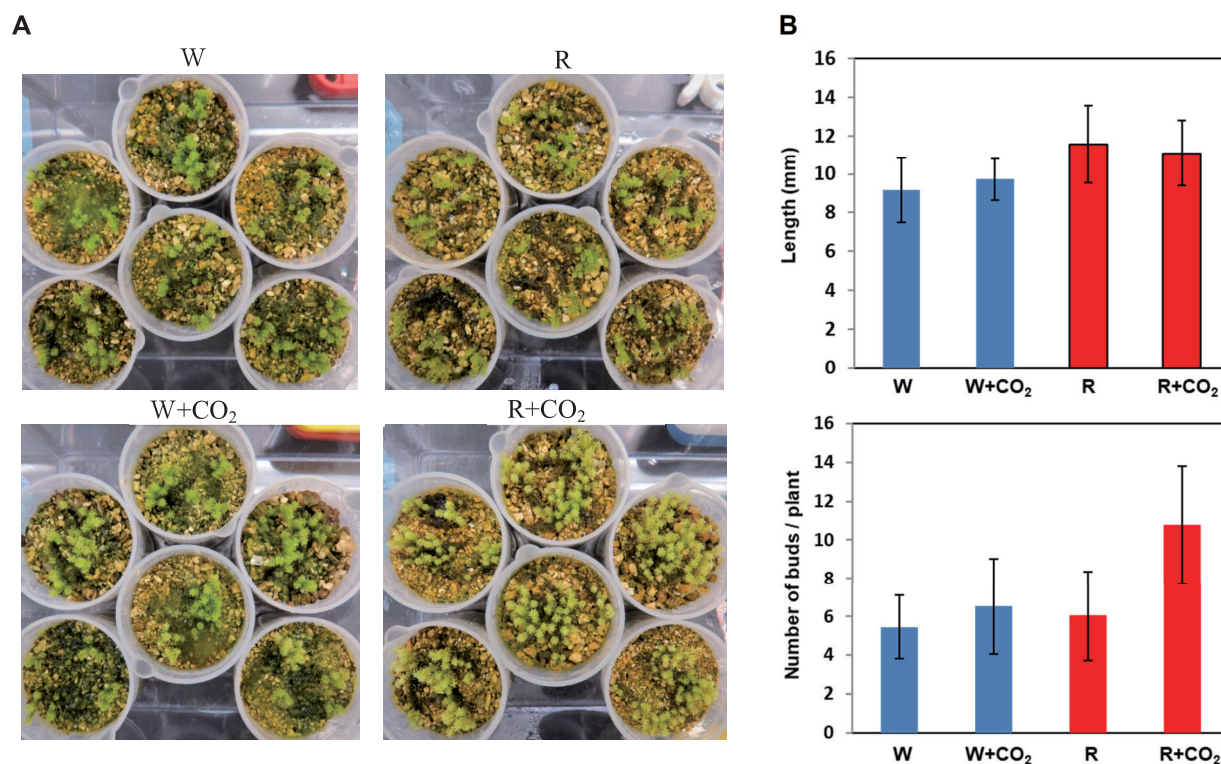 A
W
R
W+CO₂
R+CO₂
B
Length (mm)
16
14
12
10
8
6
4
2
0
W
W+CO₂
R
R+CO₂
Number of buds / plant
16
14
12
10
8
6
4
2
0
W
W+CO₂
R
R+CO₂